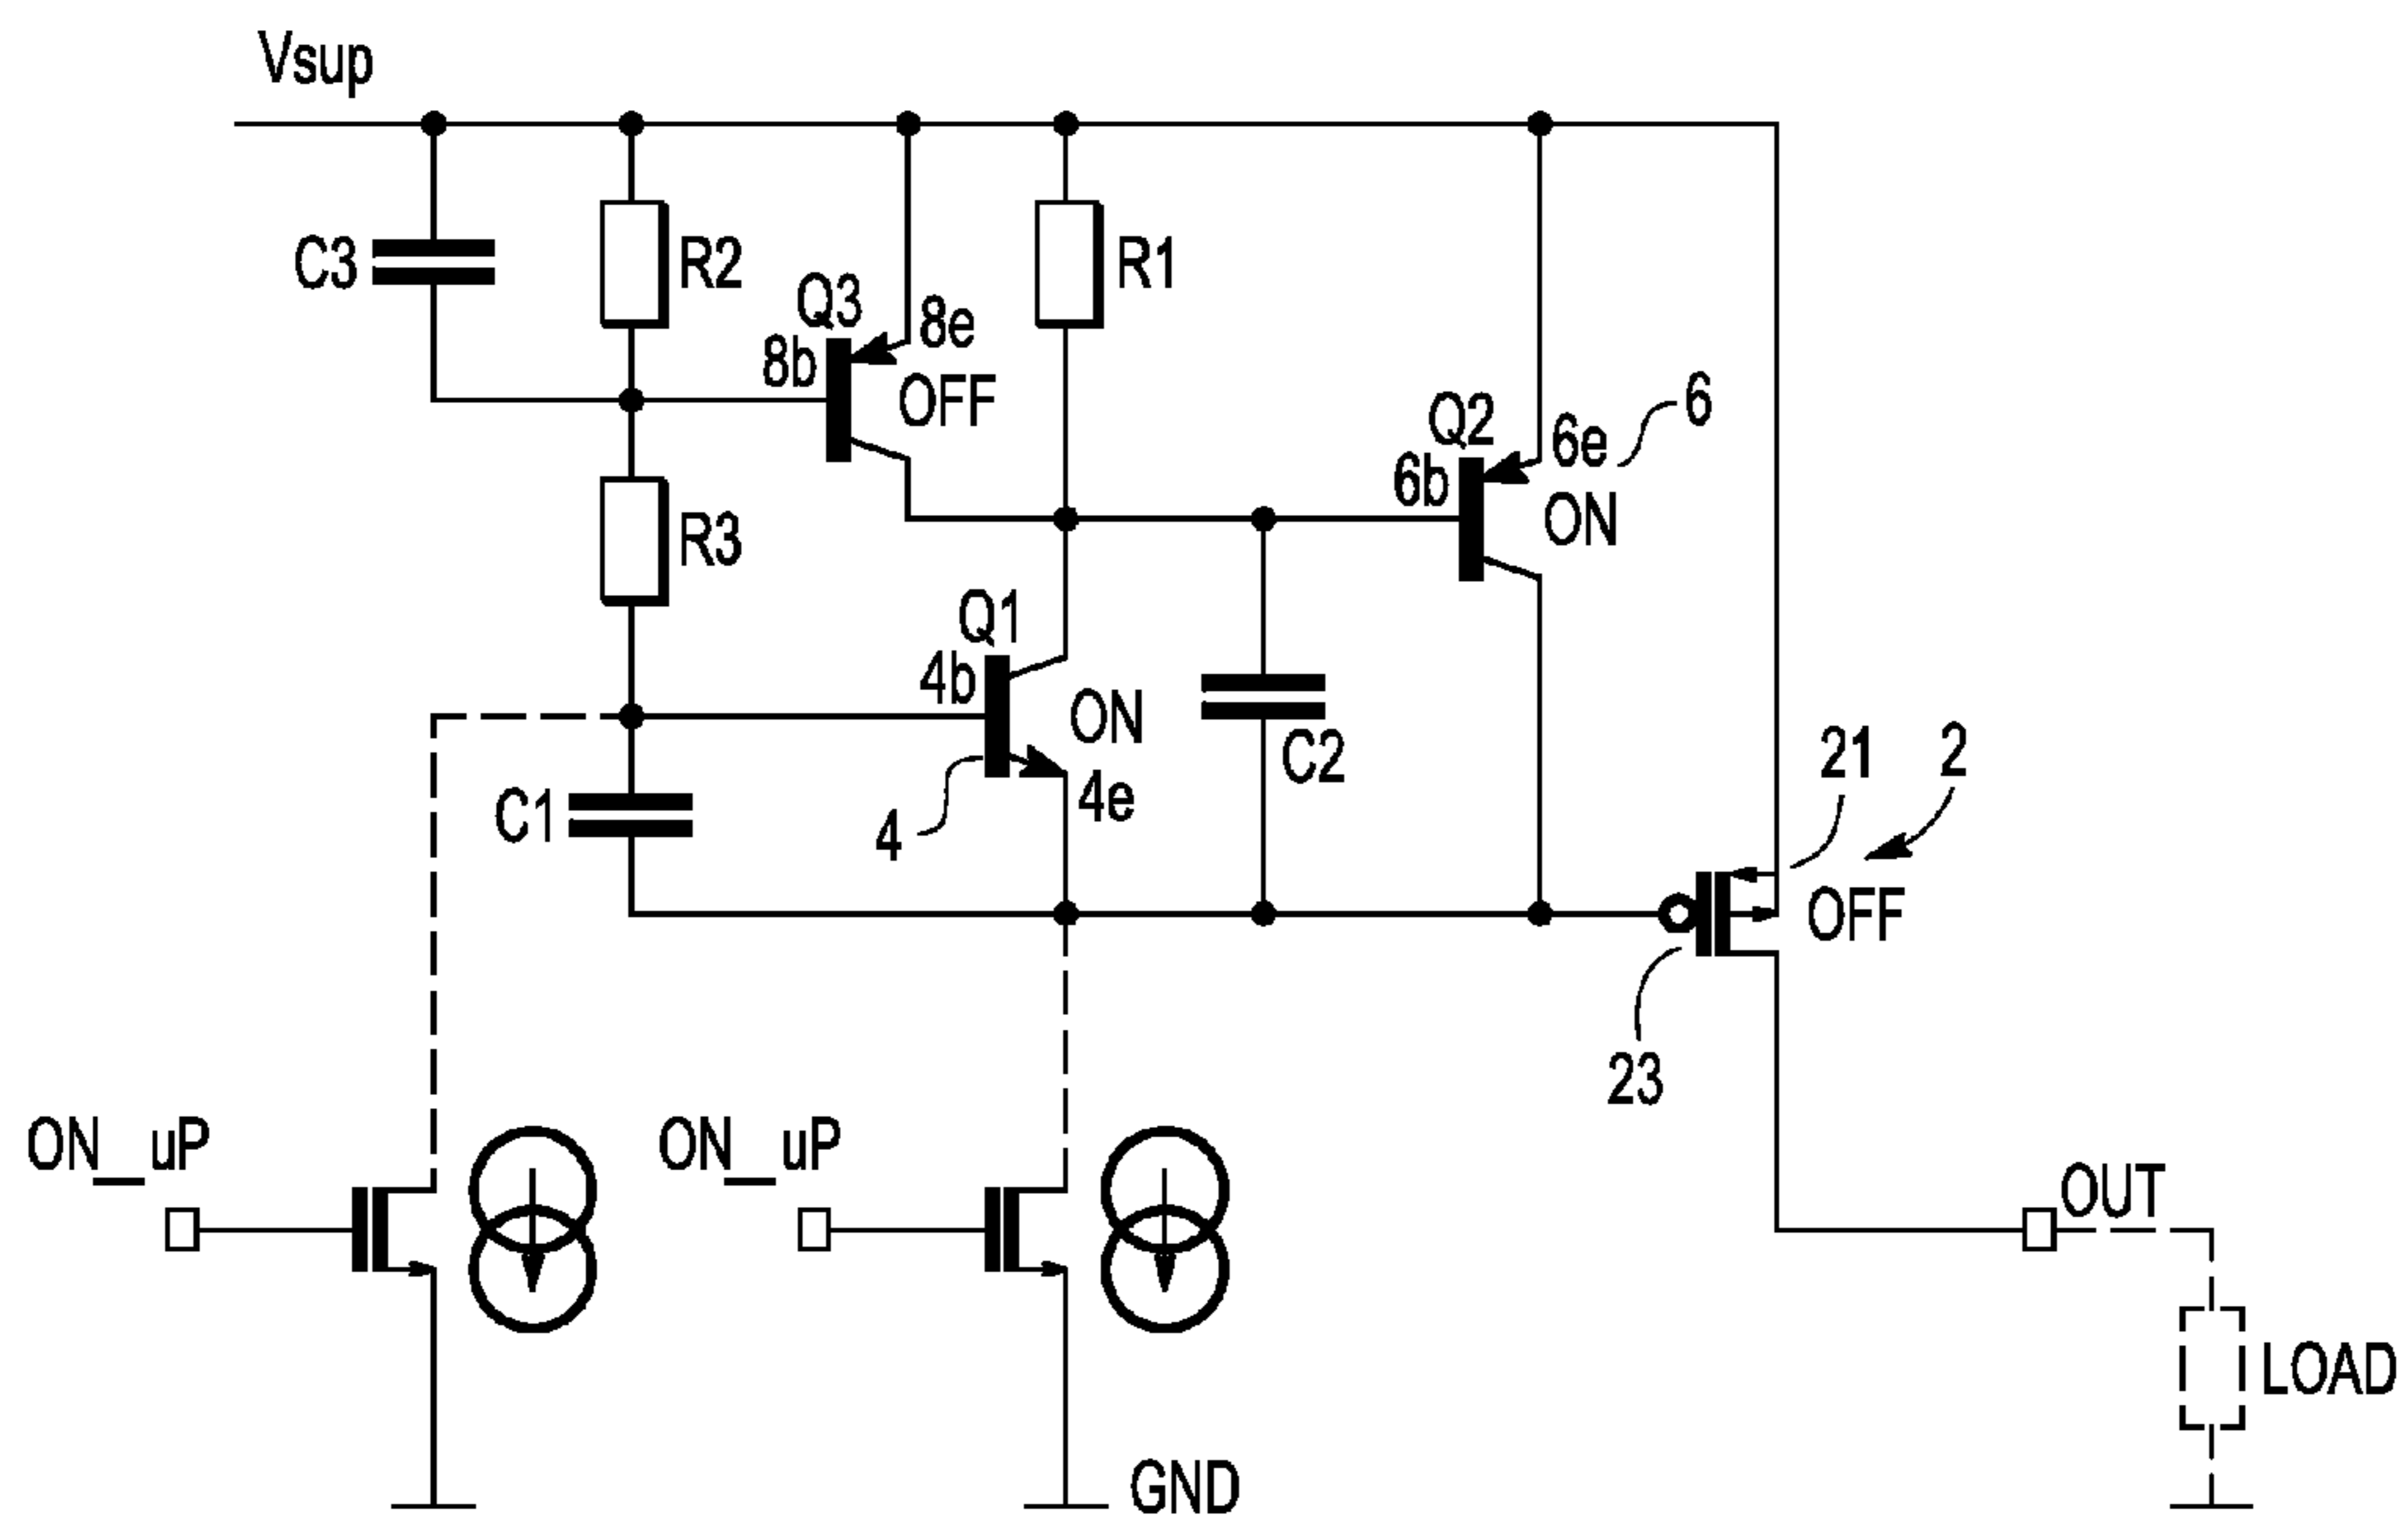 Vsup
C3
R2
Q3
8e
8b
OFF
R1
Q2
6e
6
6b
ON
R3
Q1
4b
ON
4e
4
C1
C2
21
2
OFF
23
ON_uP
ON_uP
OUT
LOAD
GND